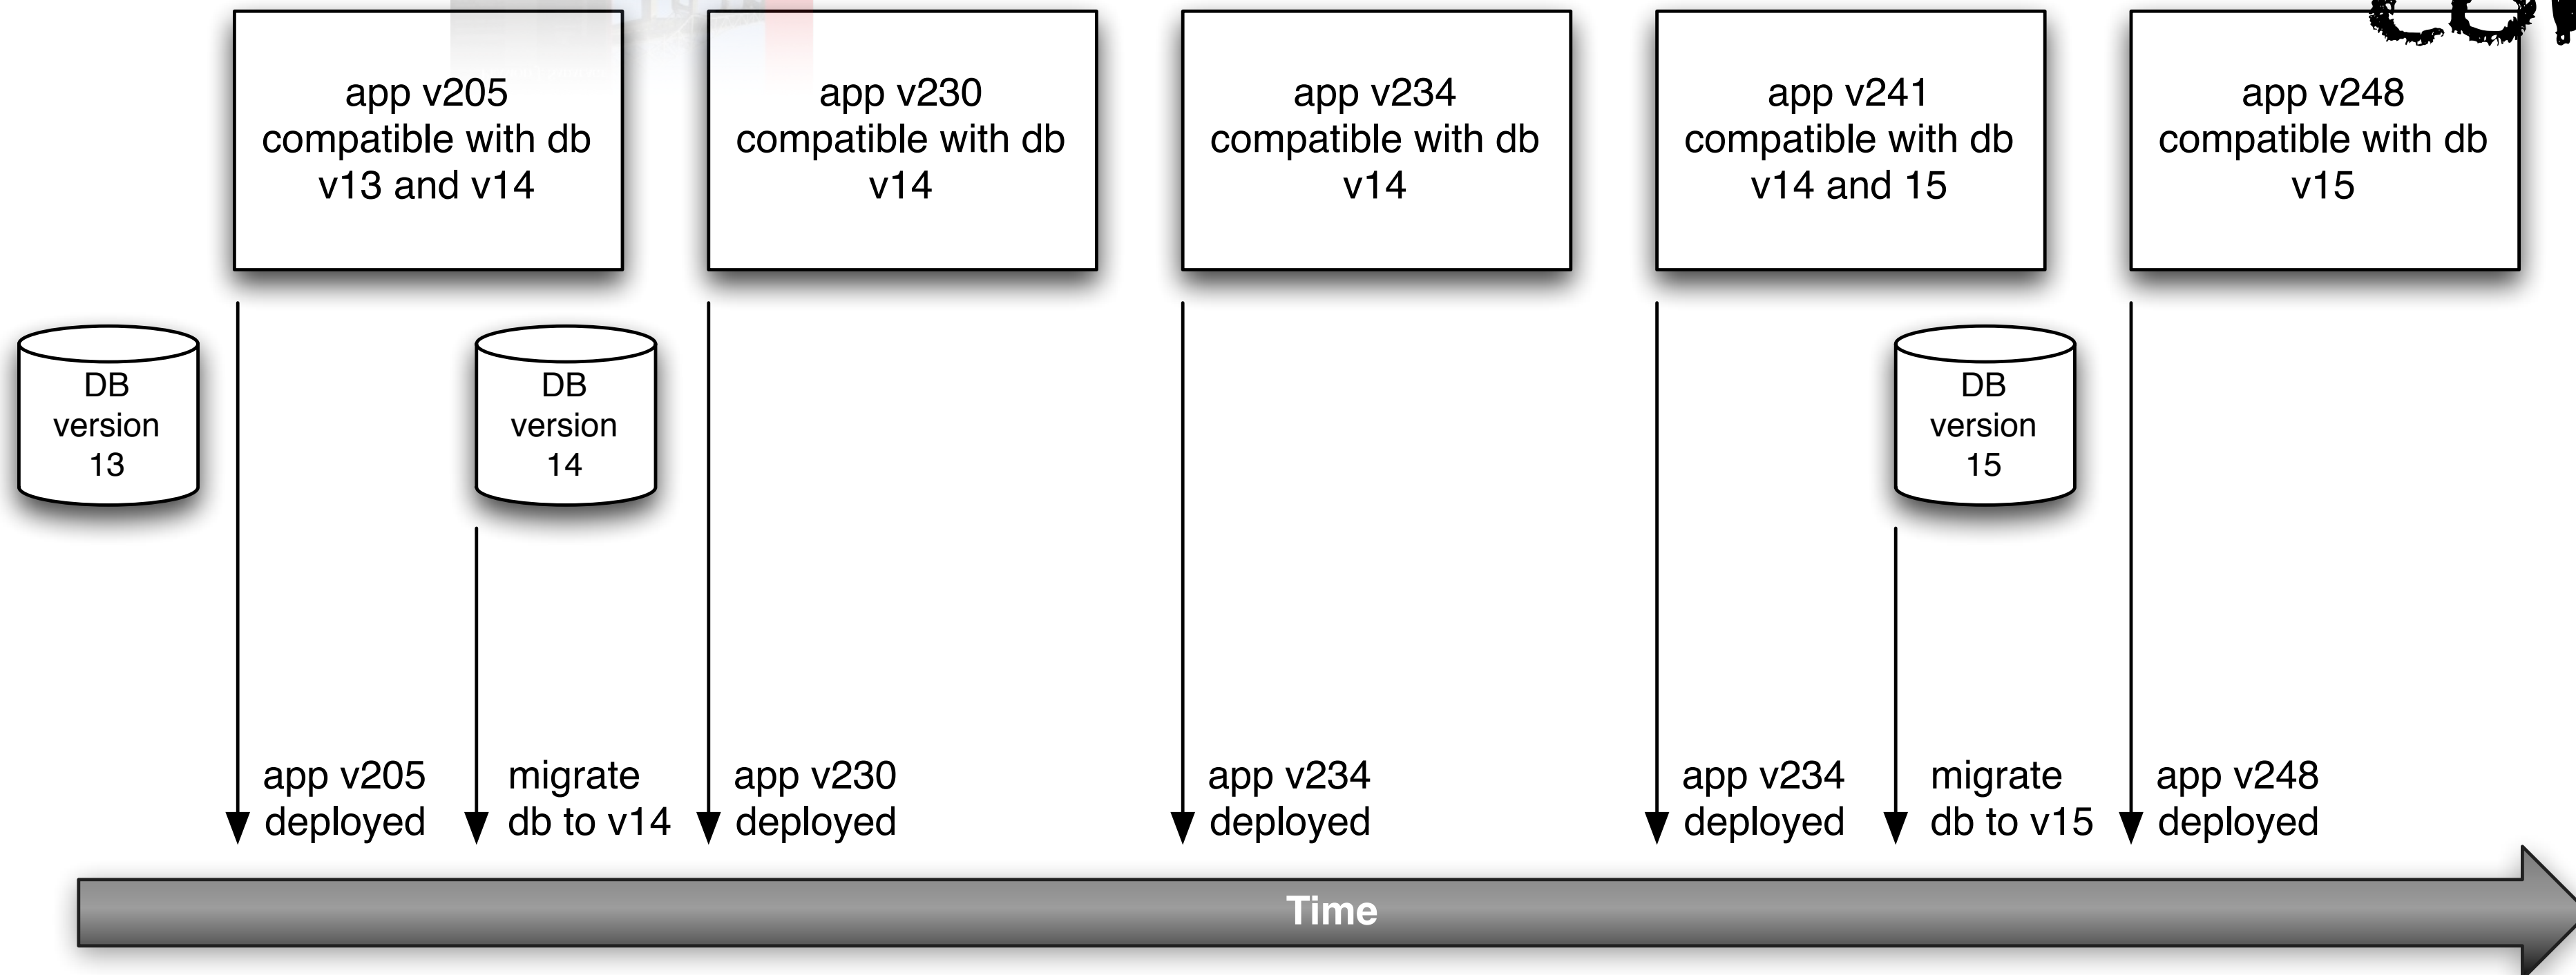 app v205
compatible with db
v13 and v14
app v230
compatible with db
v14
app v234
compatible with db
v14
app v241
compatible with db
v14 and 15
app v248
compatible with db
v15
DB
version
13
DB
version
14
DB
version
15
app v205
deployed
migrate
db to v14
app v230
deployed
app v234
deployed
app v234
deployed
migrate
db to v15
app v248
deployed
Time